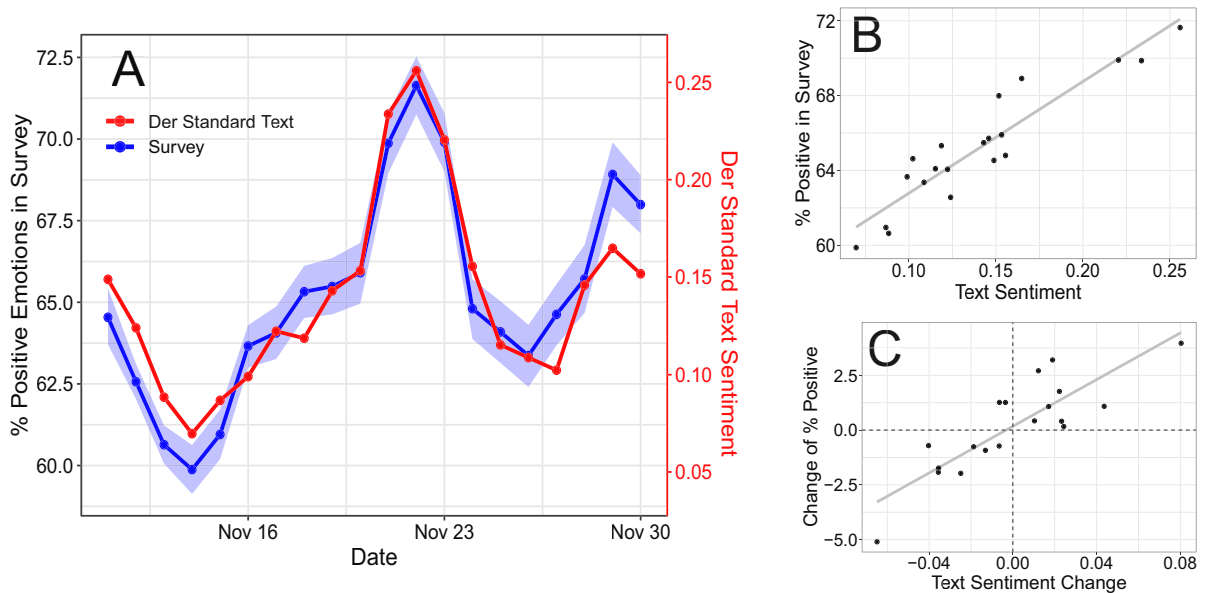 A
Der Standard Text
Survey
72.5
70.0
67.5
65.0
62.5
60.0
% Positive Emotions in Survey
0.25
0.20
0.15
0.10
0.05
Der Standard Text Sentiment
Nov 16
Nov 23
Nov 30
Date
B
72
68
64
60
% Positive in Survey
0.10
0.15
0.20
0.25
Text Sentiment
C
2.5
0.0
−2.5
−5.0
Change of % Positive
−0.04
0.00
0.04
0.08
Text Sentiment Change